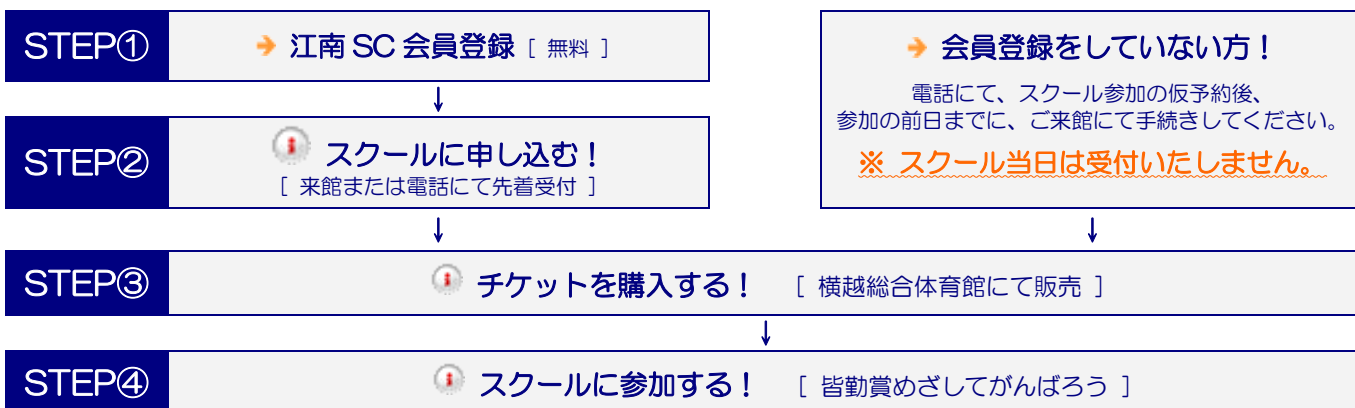 STEP① 江南 SC 会員登録 [ 無料 ]
STEP② スクールに申し込む！
[ 来館または電話にて先着受付 ]
会員登録をしていない方！
電話にて、スクール参加の仮予約後、
参加の前日までに、ご来館にて手続きしてください。
※ スクール当日は受付いたしません。
STEP③ チケットを購入する！ [ 横越総合体育館にて販売 ]
STEP④ スクールに参加する！ [ 皆勤賞めざしてがんばろう ]